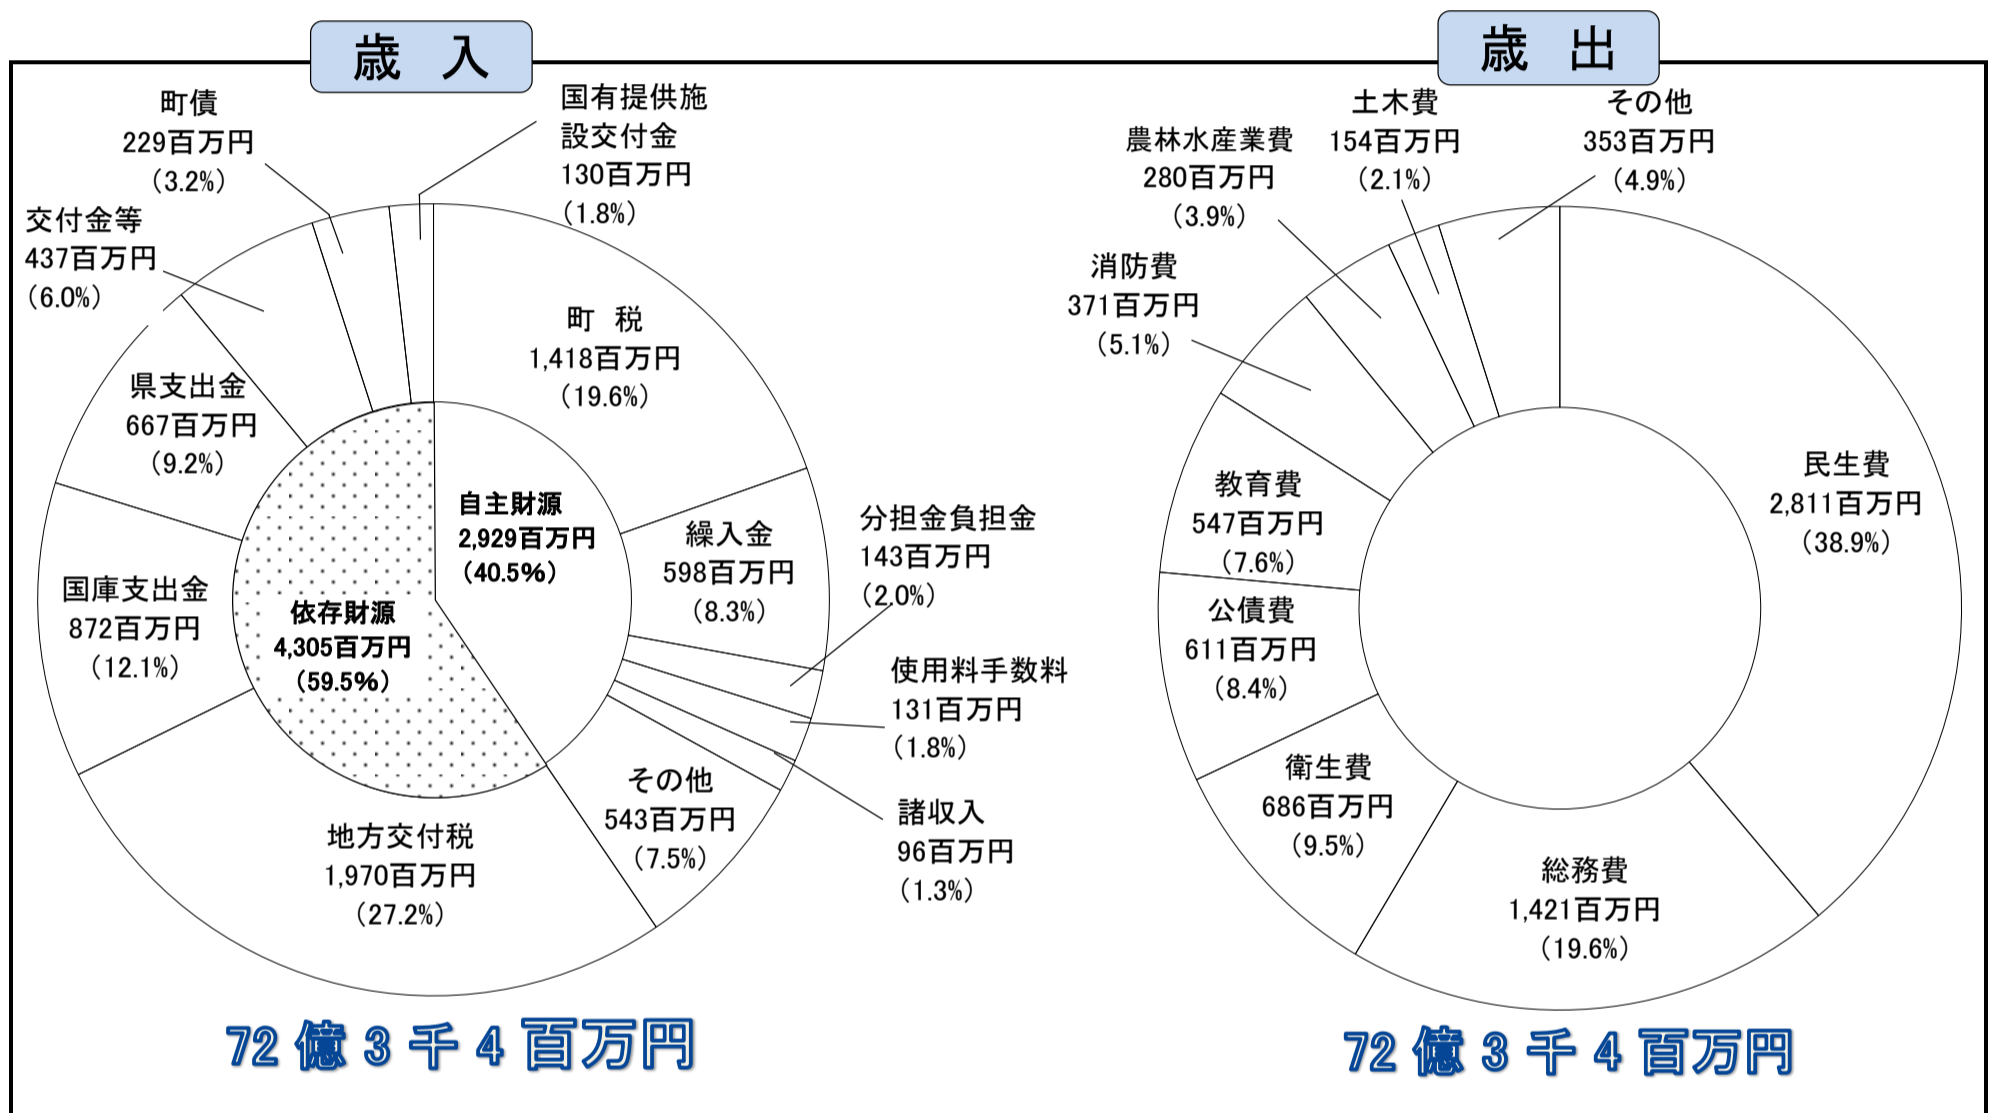 歳 入
町債
229百万円
(3.2%)
国有提供施
設交付金
130百万円
(1.8%)
交付金等
437百万円
(6.0%)
町 税
1,418百万円
(19.6%)
県支出金
667百万円
(9.2%)
自主財源
2,929百万円
(40.5%)
繰入金
598百万円
(8.3%)
分担金負担金
143百万円
(2.0%)
国庫支出金
872百万円
(12.1%)
依存財源
4,305百万円
(59.5%)
使用料手数料
131百万円
(1.8%)
その他
543百万円
(7.5%)
諸収入
96百万円
(1.3%)
地方交付税
1,970百万円
(27.2%)
72 億 3 千 4 百万円
歳 出
土木費
154百万円
(2.1%)
その他
353百万円
(4.9%)
農林水産業費
280百万円
(3.9%)
消防費
371百万円
(5.1%)
民生費
2,811百万円
(38.9%)
教育費
547百万円
(7.6%)
公債費
611百万円
(8.4%)
衛生費
686百万円
(9.5%)
総務費
1,421百万円
(19.6%)
72 億 3 千 4 百万円